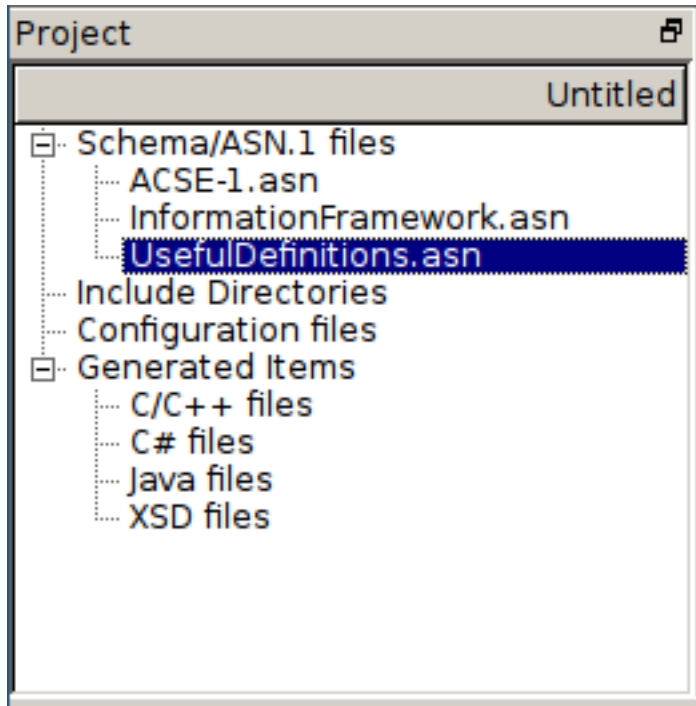 Project
Untitled
Schema/ASN.1 files
ACSE-1.asn
InformationFramework.asn
UsefulDefinitions.asn
Include Directories
Configuration files
Generated Items
C/C++ files
C# files
Java files
XSD files